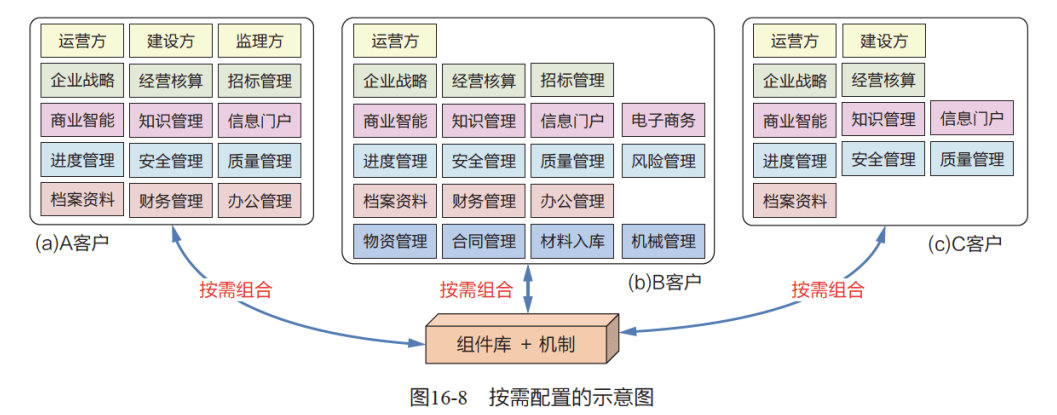 运营方 建设方 监理方
企业战略 经营核算 招标管理
商业智能 知识管理 信息门户
进度管理 安全管理 质量管理
档案资料 财务管理 办公管理
(a)A客户
运营方
企业战略 经营核算 招标管理
商业智能 知识管理 信息门户 电子商务
进度管理 安全管理 质量管理 风险管理
档案资料 财务管理 办公管理
物资管理 合同管理 材料入库 机械管理
(b)B客户
运营方 建设方
企业战略 经营核算
商业智能 知识管理 信息门户
进度管理 安全管理 质量管理
档案资料
(c)C客户
按需组合 按需组合 按需组合
组件库 + 机制
图16-8 按需配置的示意图